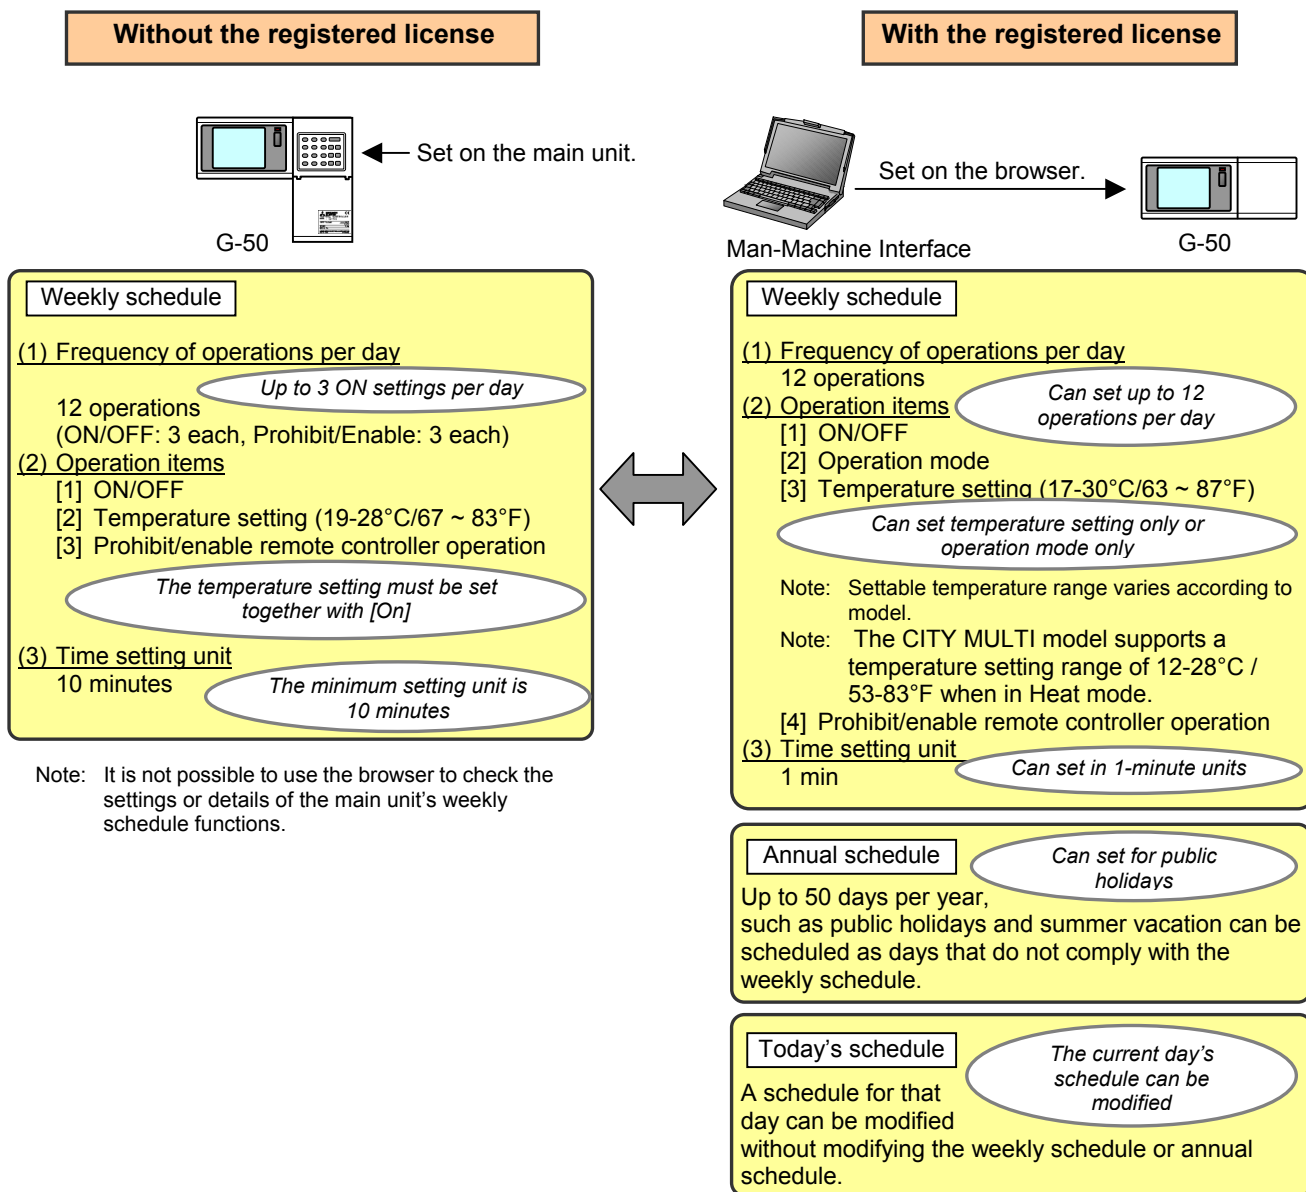 Without the registered license
Set on the main unit.
G-50
Weekly schedule
(1) Frequency of operations per day
Up to 3 ON settings per day
12 operations
(ON/OFF: 3 each, Prohibit/Enable: 3 each)
(2) Operation items
[1] ON/OFF
[2] Temperature setting (19-28°C/67 ~ 83°F)
[3] Prohibit/enable remote controller operation
The temperature setting must be set
together with [On]
(3) Time setting unit
10 minutes
The minimum setting unit is
10 minutes
Note: It is not possible to use the browser to check the
settings or details of the main unit's weekly
schedule functions.
With the registered license
Set on the browser.
Man-Machine Interface
G-50
Weekly schedule
(1) Frequency of operations per day
12 operations
Can set up to 12
operations per day
(2) Operation items
[1] ON/OFF
[2] Operation mode
[3] Temperature setting (17-30°C/63 ~ 87°F)
Can set temperature setting only or
operation mode only
Note: Settable temperature range varies according to
model.
Note: The CITY MULTI model supports a
temperature setting range of 12-28°C /
53-83°F when in Heat mode.
[4] Prohibit/enable remote controller operation
(3) Time setting unit
1 min
Can set in 1-minute units
Annual schedule
Can set for public
holidays
Up to 50 days per year,
such as public holidays and summer vacation can be
scheduled as days that do not comply with the
weekly schedule.
Today's schedule
The current day's
schedule can be
modified
A schedule for that
day can be modified
without modifying the weekly schedule or annual
schedule.